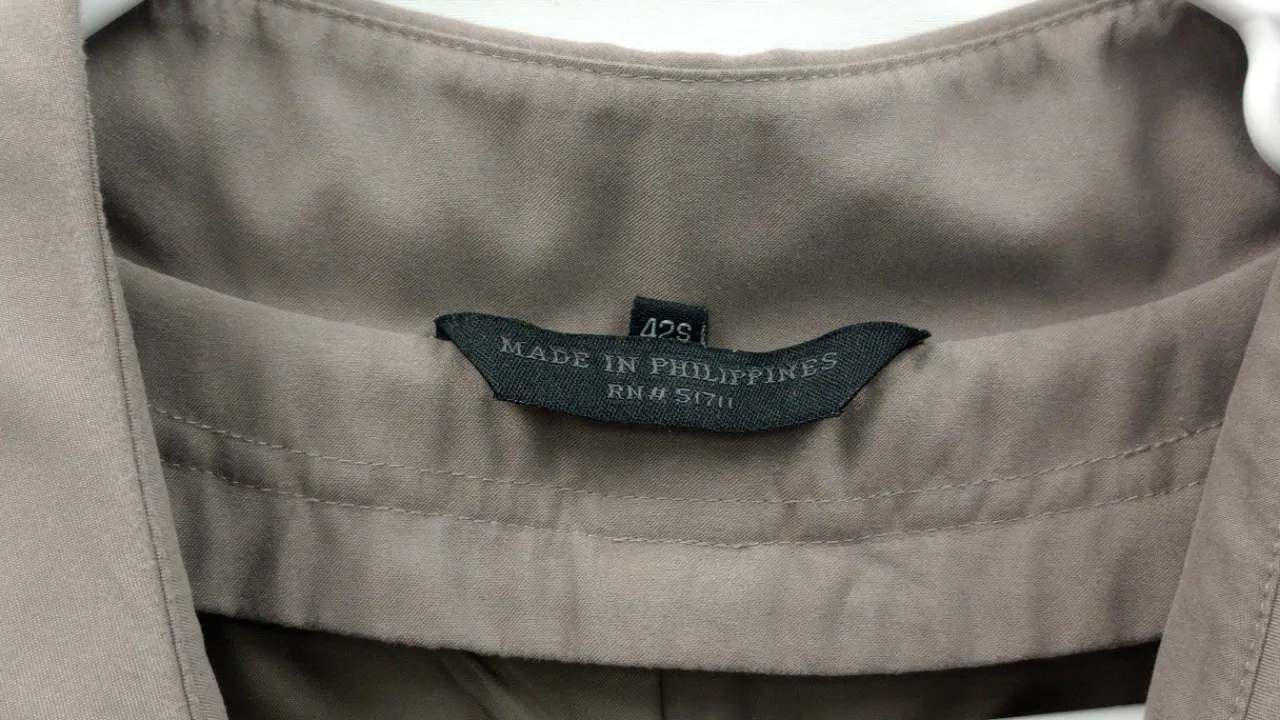 42S
MADE IN PHILIPPINES
RN# 51711